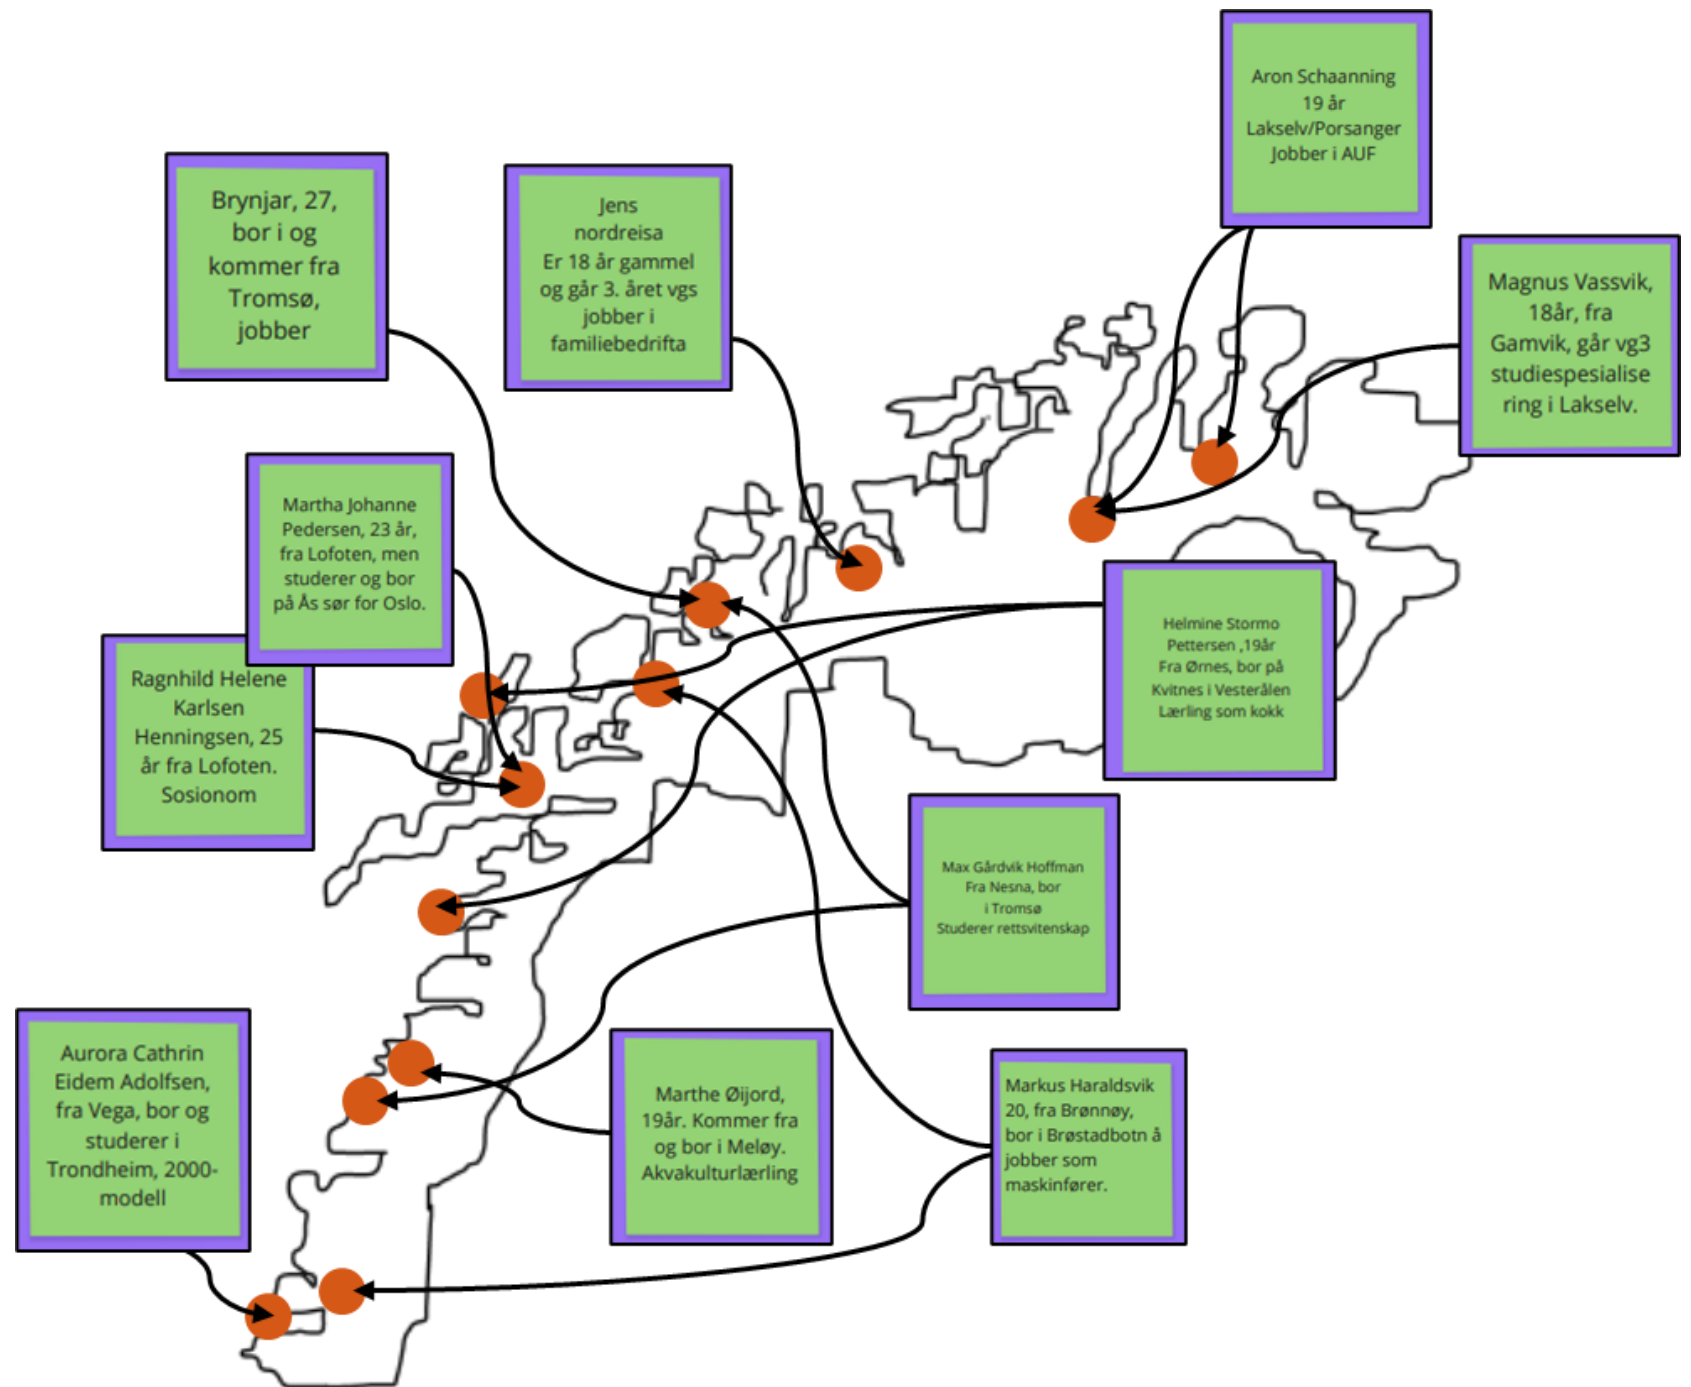 Aron Schaanning
19 år
Lakselv/Porsanger
Jobber i AUF
Brynjar, 27,
bor i og
kommer fra
Tromsø,
jobber
Jens
nordreisa
Er 18 år gammel
og går 3. året vgs
jobber i
familiebedrifta
Magnus Vassvik,
18år, fra
Gamvik, går vg3
studiespesialise
ring i Lakselv.
Martha Johanne
Pedersen, 23 år,
fra Lofoten, men
studerer og bor
på Ås sør for Oslo.
Ragnhild Helene
Karlsen
Henningsen, 25
år fra Lofoten.
Sosionom
Helmine Stormo
Pettersen ,19år
Fra Ørnes, bor på
Kvitnes i Vesterålen
Lærling som kokk
Max Gårdvik Hoffman
Fra Nesna, bor
i Tromsø
Studerer rettsvitenskap
Aurora Cathrin
Eidem Adolfsen,
fra Vega, bor og
studerer i
Trondheim, 2000-
modell
Marthe Øijord,
19år. Kommer fra
og bor i Meløy.
Akvakulturlærling
Markus Haraldsvik
20, fra Brønnøy,
bor i Brøstadbotn å
jobber som
maskinfører.